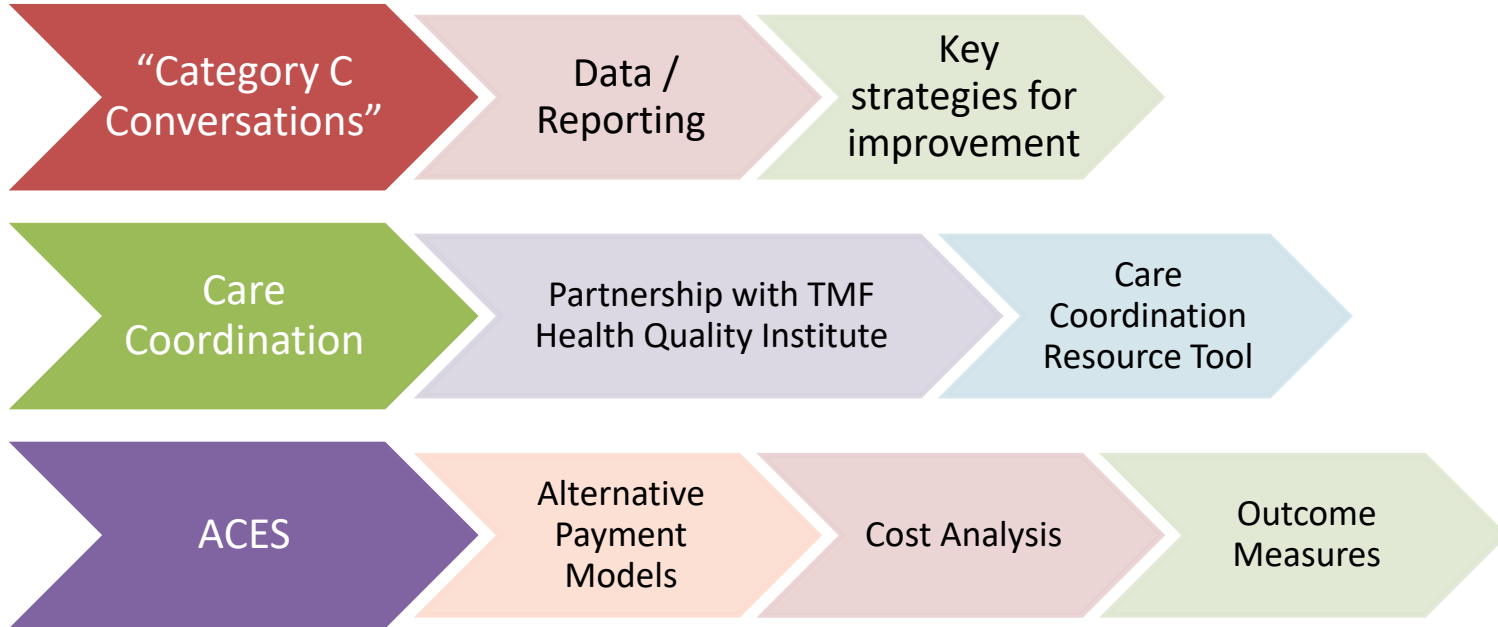 “Category C
Conversations”
Data /
Reporting
Key
strategies for
improvement
Care
Coordination
Partnership with TMF
Health Quality Institute
Care
Coordination
Resource Tool
ACES
Alternative
Payment
Models
Cost Analysis
Outcome
Measures